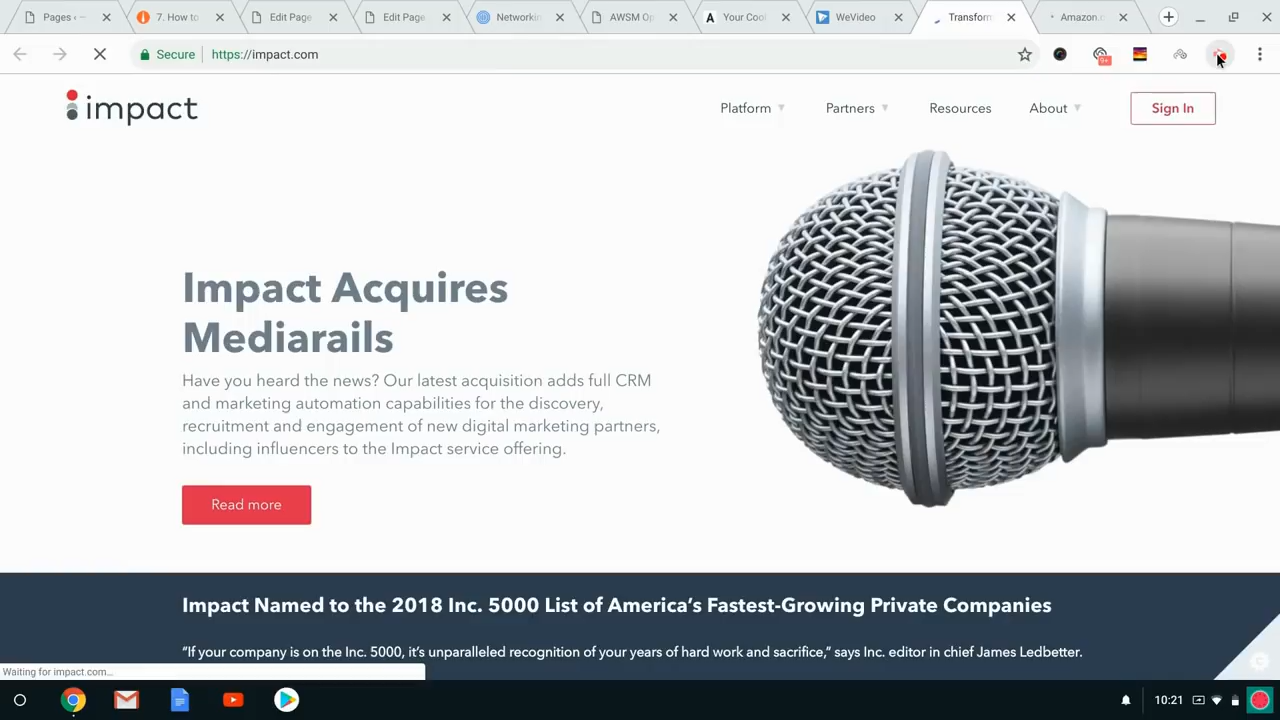 Pages
7. How to
Edit Page
Edit Page
Networkin
AWSM Op
Your Cool
WeVideo
Transform
Amazon.c
Secure
https://impact.com
9+
impact
Platform
Partners
Resources
About
Sign In
Impact Acquires
Mediarails
Have you heard the news? Our latest acquisition adds full CRM
and marketing automation capabilities for the discovery,
recruitment and engagement of new digital marketing partners,
including influencers to the Impact service offering.
Read more
Impact Named to the 2018 Inc. 5000 List of America's Fastest-Growing Private Companies
"If your company is on the Inc. 5000, it's unparalleled recognition of your years of hard work and sacrifice," says Inc. editor in chief James Ledbetter.
Waiting for impact.com...
10:21